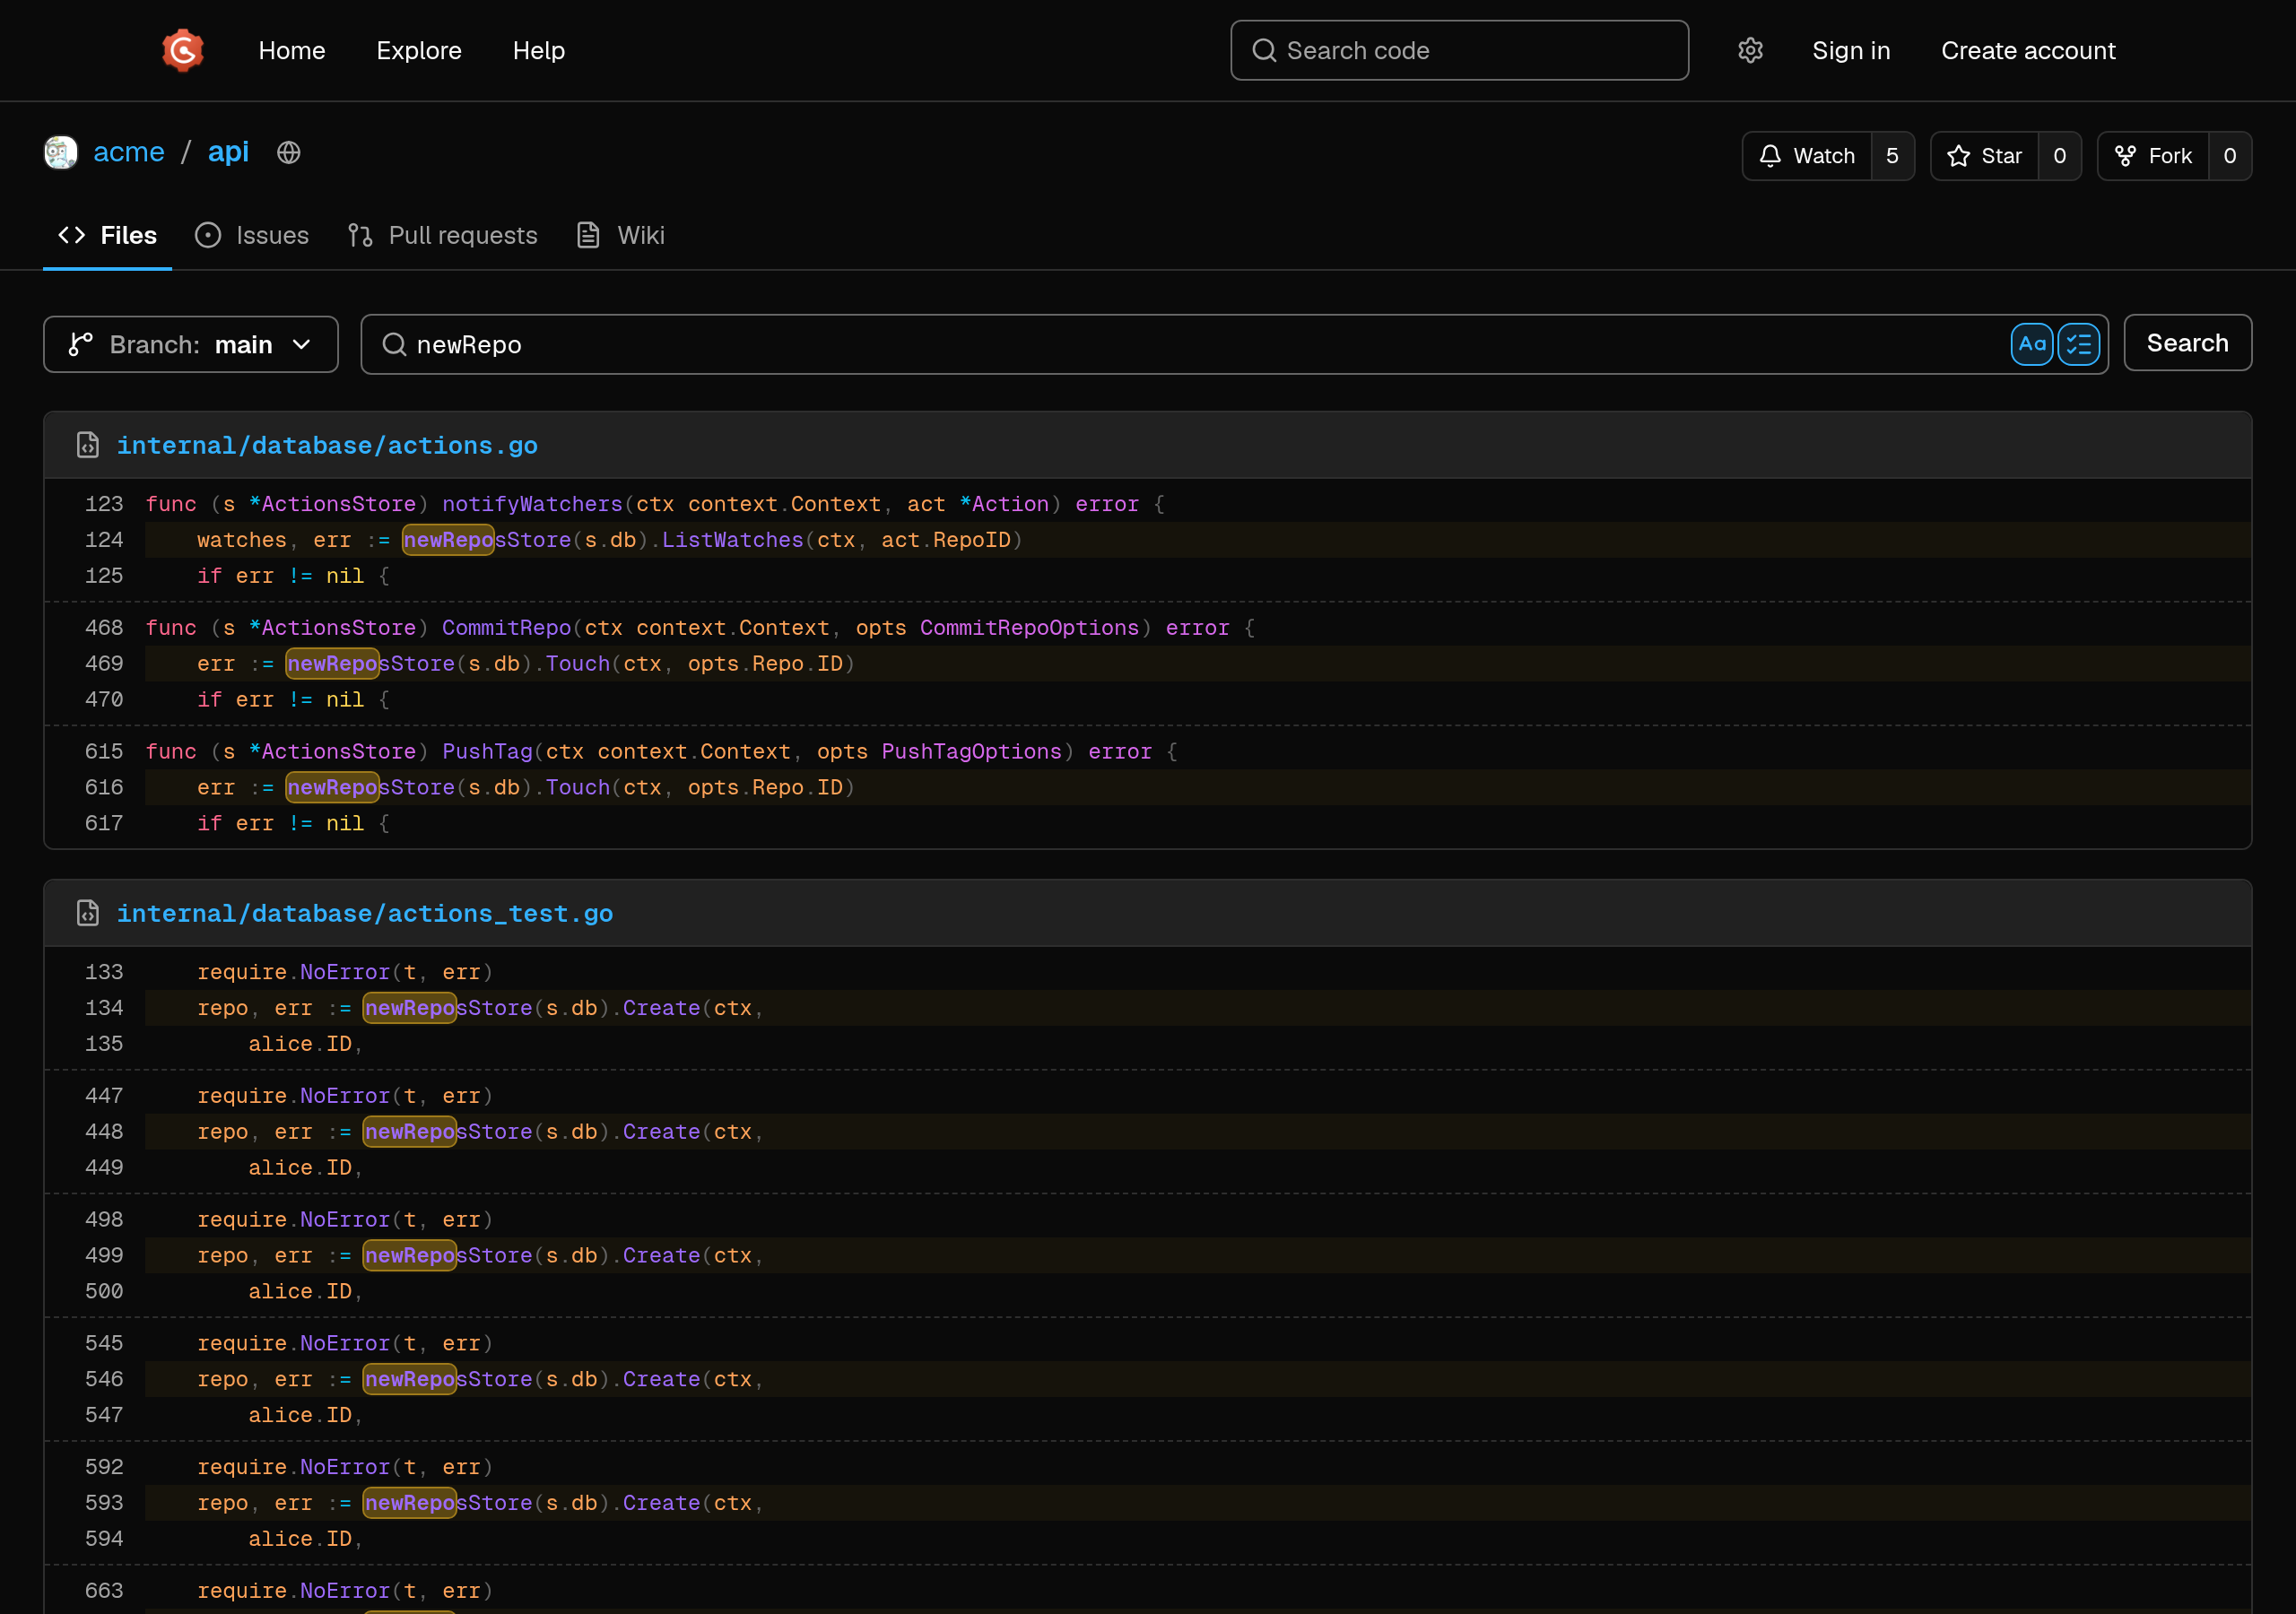 Home Explore Help Search code Sign in Create account
acme / api Watch 5 Star 0 Fork 0
Files Issues Pull requests Wiki
Branch: main newRepo Aa Search
internal/database/actions.go
123 func (s *ActionsStore) notifyWatchers(ctx context.Context, act *Action) error {
124     watches, err := newReposStore(s.db).ListWatches(ctx, act.RepoID)
125     if err != nil {
468 func (s *ActionsStore) CommitRepo(ctx context.Context, opts CommitRepoOptions) error {
469     err := newReposStore(s.db).Touch(ctx, opts.Repo.ID)
470     if err != nil {
615 func (s *ActionsStore) PushTag(ctx context.Context, opts PushTagOptions) error {
616     err := newReposStore(s.db).Touch(ctx, opts.Repo.ID)
617     if err != nil {
internal/database/actions_test.go
133     require.NoError(t, err)
134     repo, err := newReposStore(s.db).Create(ctx,
135         alice.ID,
447     require.NoError(t, err)
448     repo, err := newReposStore(s.db).Create(ctx,
449         alice.ID,
498     require.NoError(t, err)
499     repo, err := newReposStore(s.db).Create(ctx,
500         alice.ID,
545     require.NoError(t, err)
546     repo, err := newReposStore(s.db).Create(ctx,
547         alice.ID,
592     require.NoError(t, err)
593     repo, err := newReposStore(s.db).Create(ctx,
594         alice.ID,
663     require.NoError(t, err)